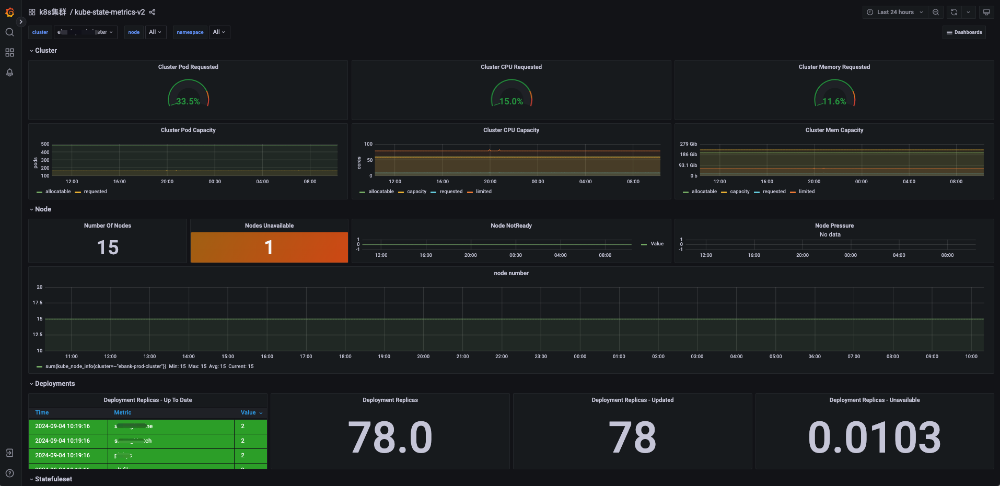 k8s集群 / kube-state-metrics-v2
Last 24 hours
cluster
node All
namespace All
Dashboards
Cluster
Cluster Pod Requested
33.5%
Cluster CPU Requested
15.0%
Cluster Memory Requested
11.6%
Cluster Pod Capacity
pods
500
400
300
200
100
12:00 16:00 20:00 00:00 04:00 08:00
allocatable requested
Cluster CPU Capacity
cores
100
50
0
12:00 16:00 20:00 00:00 04:00 08:00
allocatable capacity requested limited
Cluster Mem Capacity
279 Gib
186 Gib
93.1 Gib
0 b
12:00 16:00 20:00 00:00 04:00 08:00
allocatable capacity requested limited
Node
Number Of Nodes
15
Nodes Unavailable
1
Node NotReady
1
0
-1
12:00 16:00 20:00 00:00 04:00 08:00
Value
Node Pressure
No data
1
0
-1
12:00 16:00 20:00 00:00 04:00 08:00
node number
20
17.5
15
12.5
10
11:00 12:00 13:00 14:00 15:00 16:00 17:00 18:00 19:00 20:00 21:00 22:00 23:00 00:00 01:00 02:00 03:00 04:00 05:00 06:00 07:00 08:00 09:00 10:00
sum(kube_node_info{cluster=~"ebank-prod-cluster"}) Min: 15 Max: 15 Avg: 15 Current: 15
Deployments
Deployment Replicas - Up To Date
Time Metric Value
2024-09-04 10:19:16 2
2024-09-04 10:19:16 2
2024-09-04 10:19:16 2
Deployment Replicas
78.0
Deployment Replicas - Updated
78
Deployment Replicas - Unavailable
0.0103
Statefuleset